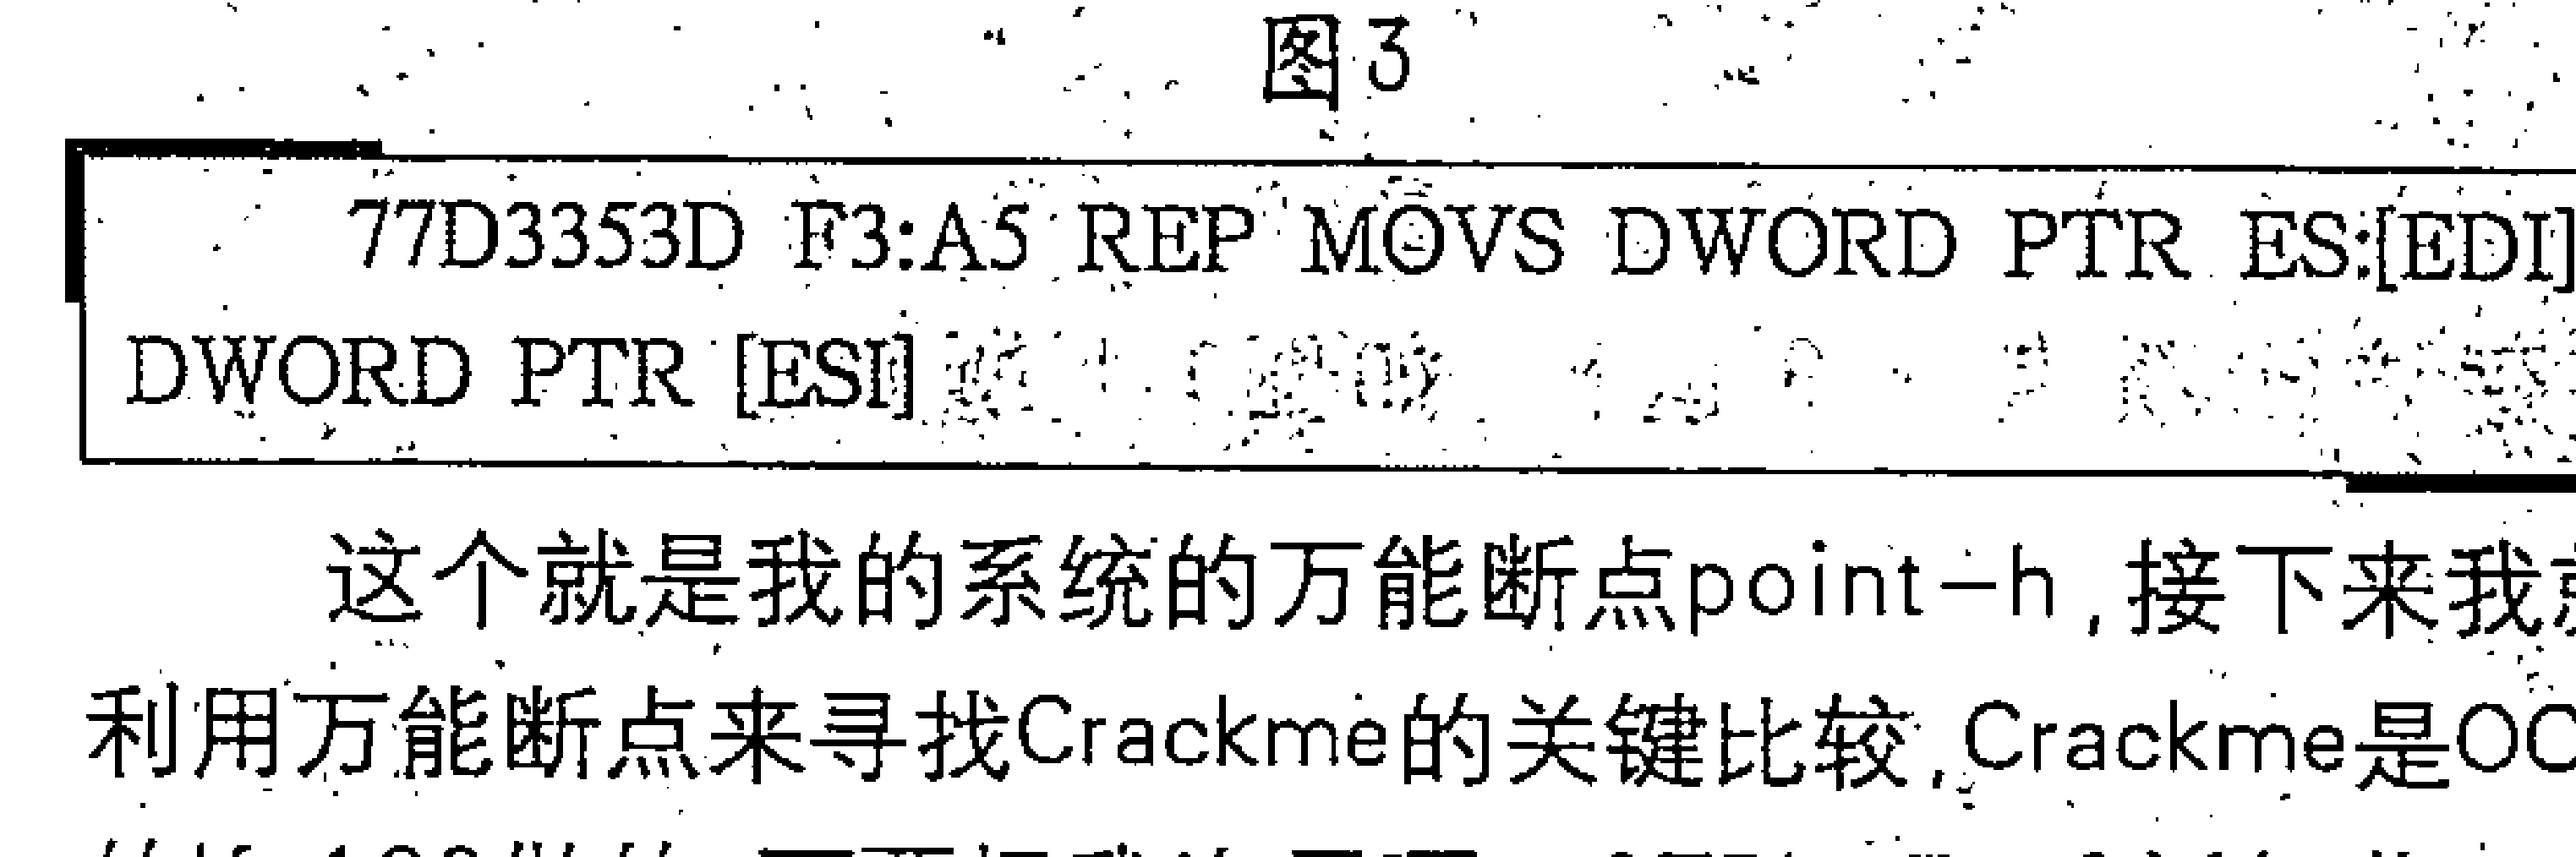 图3
77D3353D F3:A5 REP MOVS DWORD PTR ES:[EDI]
DWORD PTR [ESI]
这个就是我的系统的万能断点point-h,接下来我
利用万能断点来寻找Crackme的关键比较,Crackme是